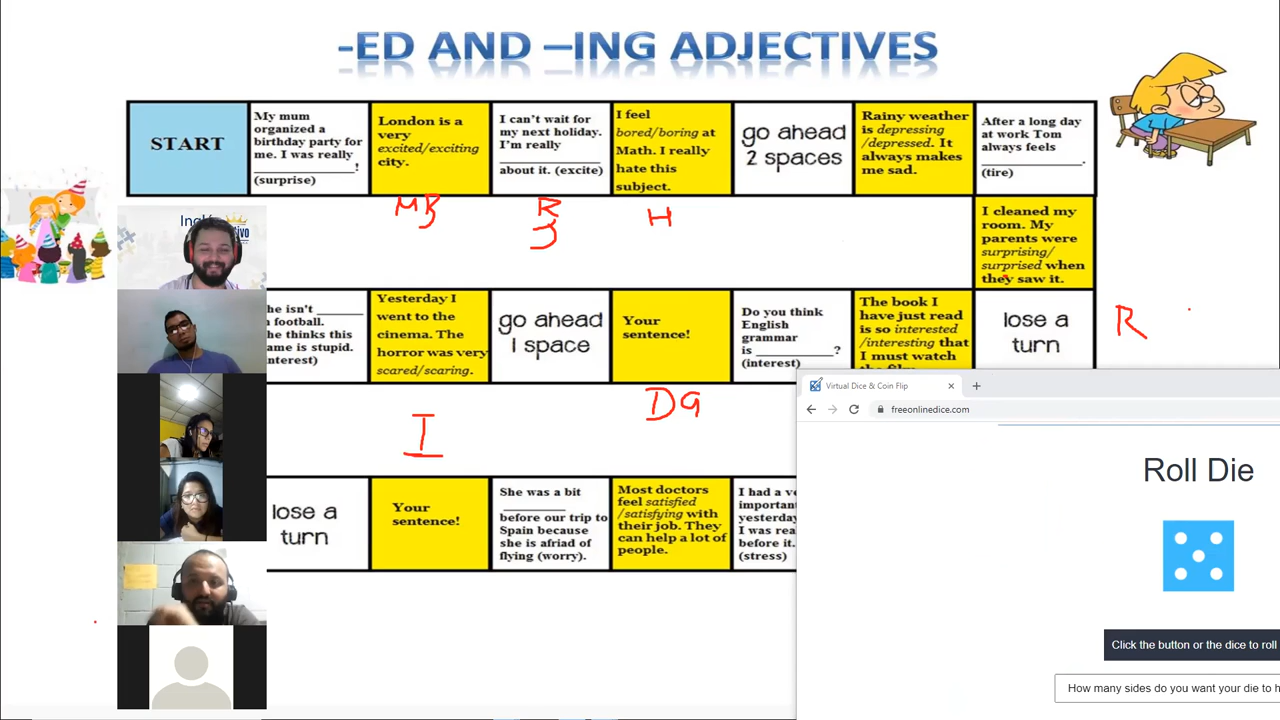 -ED AND –ING ADJECTIVES
START
My mum
organized a
birthday party for
me. I was really
______________!
(surprise)
London is a
very
excited/exciting
city.
I can't wait for
my next holiday.
I'm really
______________
about it. (excite)
I feel
bored/boring at
Math. I really
hate this
subject.
go ahead
2 spaces
Rainy weather
is depressing
/depressed. It
always makes
me sad.
After a long day
at work Tom
always feels
______________.
(tire)
MB
R
J
H
I cleaned my
room. My
parents were
surprising/
surprised when
they saw it.
he isn't _______
football.
he thinks this
ame is stupid.
nterest)
Yesterday I
went to the
cinema. The
horror was very
scared/scaring.
go ahead
1 space
Your
sentence!
Do you think
English
grammar
is ___________?
(interest)
The book I
have just read
is so interested
/interesting that
I must watch
the film.
lose a
turn
R
I
lose a
turn
Your
sentence!
She was a bit
_________
before our trip to
Spain because
she is afriad of
flying (worry).
Most doctors
feel satisfied
/satisfying with
their job. They
can help a lot of
people.
I had a ve
important
yesterday
I was rea
before it.
(stress)
Virtual Dice & Coin Flip
freeonlinedice.com
Roll Die
Click the button or the dice to roll
How many sides do you want your die to h